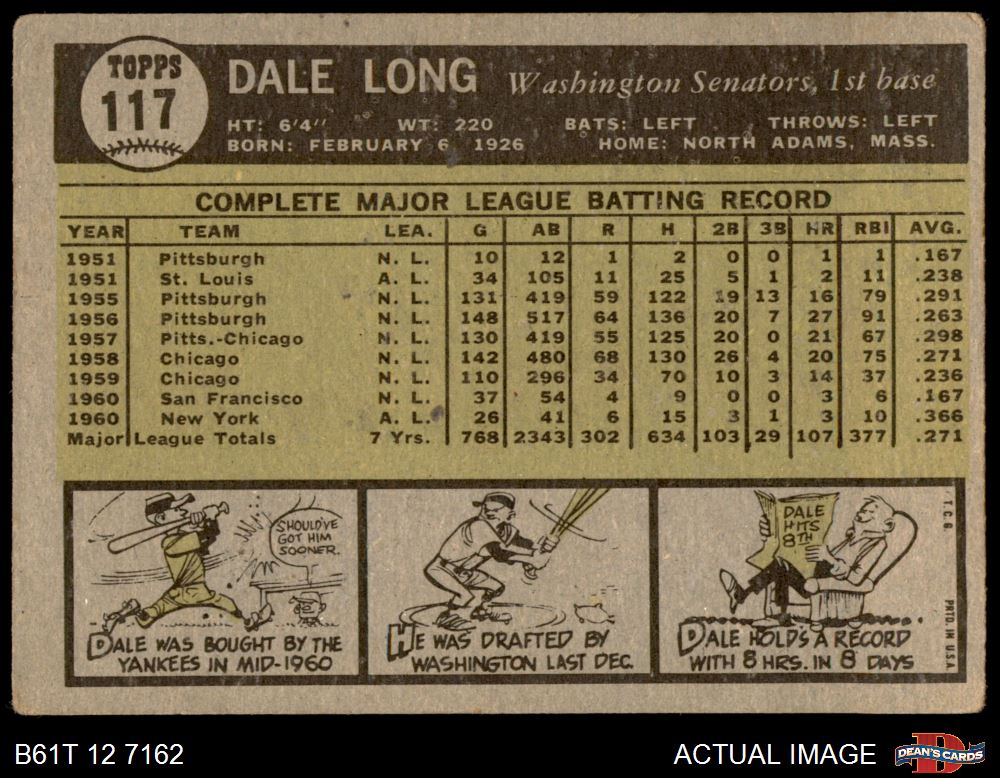 TOPPS
117
DALE LONG Washington Senators, 1st base
HT: 6'4" WT: 220 BATS: LEFT THROWS: LEFT
BORN: FEBRUARY 6 1926 HOME: NORTH ADAMS, MASS.
COMPLETE MAJOR LEAGUE BATTING RECORD
YEAR TEAM LEA. G AB R H 2B 3B HR RBI AVG.
1951 Pittsburgh N. L. 10 12 1 2 0 0 1 1 .167
1951 St. Louis A. L. 34 105 11 25 5 1 2 11 .238
1955 Pittsburgh N. L. 131 419 59 122 19 13 16 79 .291
1956 Pittsburgh N. L. 148 517 64 136 20 7 27 91 .263
1957 Pitts.-Chicago N. L. 130 419 55 125 20 0 21 67 .298
1958 Chicago N. L. 142 480 68 130 26 4 20 75 .271
1959 Chicago N. L. 110 296 34 70 10 3 14 37 .236
1960 San Francisco N. L. 37 54 4 9 0 0 3 6 .167
1960 New York A. L. 26 41 6 15 3 1 3 10 .366
Major League Totals 7 Yrs. 768 2343 302 634 103 29 107 377 .271
SHOULD'VE
GOT HIM
SOONER.
DALE WAS BOUGHT BY THE
YANKEES IN MID-1960
HE WAS DRAFTED BY
WASHINGTON LAST DEC.
DALE
HITS
8TH
DALE HOLDS A RECORD
WITH 8 HRS. IN 8 DAYS
T.C.G.
PRTD. IN U.S.A.
B61T 12 7162
ACTUAL IMAGE
DEAN'S CARDS